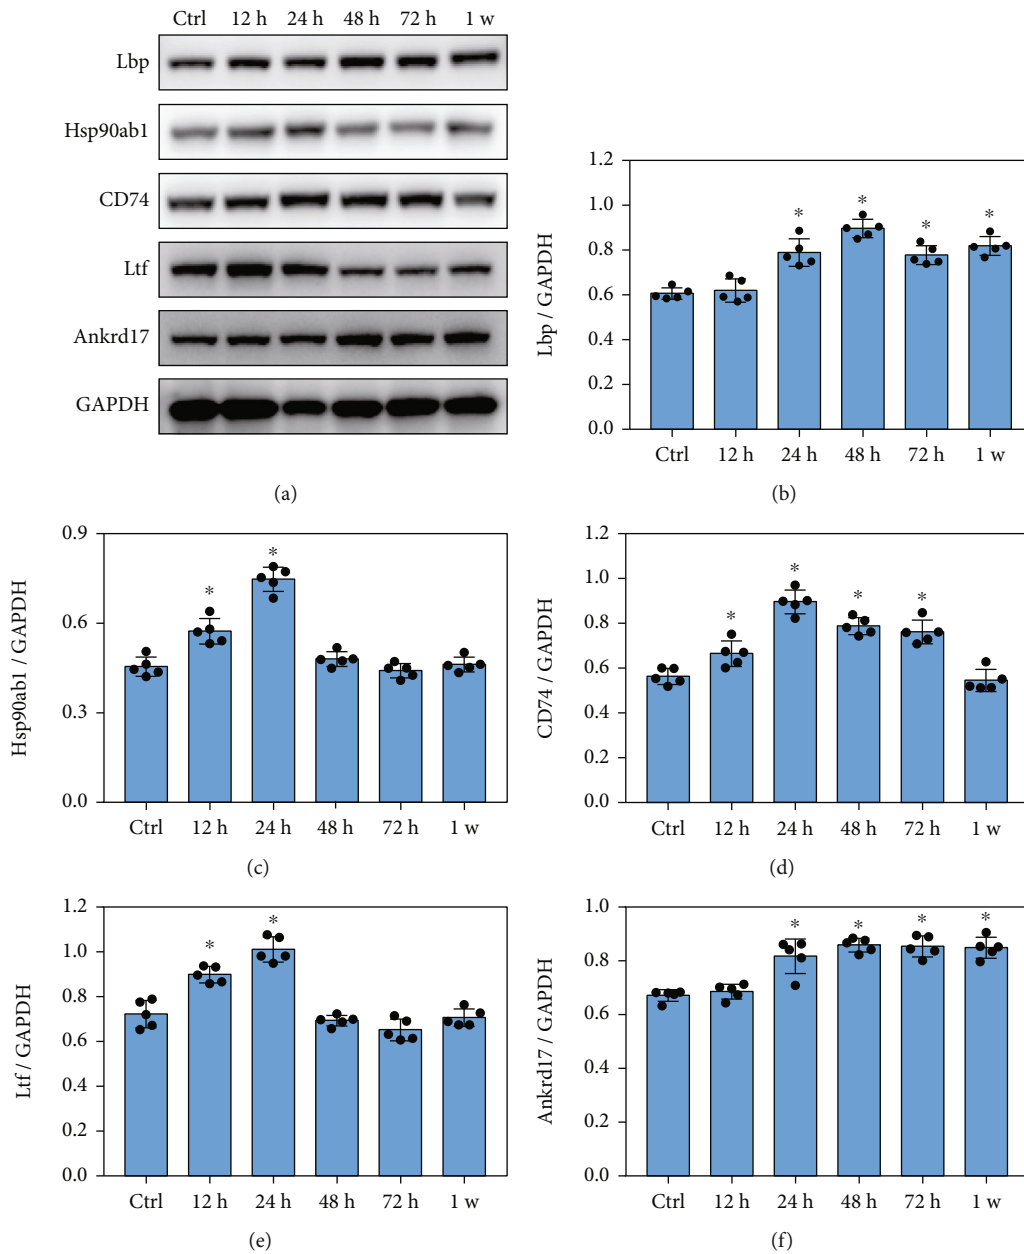 Ctrl 12 h 24 h 48 h 72 h 1 w
Lbp
Hsp90ab1
CD74
Ltf
Ankrd17
GAPDH
(a)
Lbp / GAPDH
1.2
1.0
0.8
0.6
0.4
0.2
0.0
* * * *
Ctrl 12 h 24 h 48 h 72 h 1 w
(b)
Hsp90ab1 / GAPDH
0.9
0.6
0.3
0.0
* *
Ctrl 12 h 24 h 48 h 72 h 1 w
(c)
CD74 / GAPDH
1.2
1.0
0.8
0.6
0.4
0.2
0.0
* * * *
Ctrl 12 h 24 h 48 h 72 h 1 w
(d)
Ltf / GAPDH
1.2
1.0
0.8
0.6
0.4
0.2
0.0
* *
Ctrl 12 h 24 h 48 h 72 h 1 w
(e)
Ankrd17 / GAPDH
1.0
0.8
0.6
0.4
0.2
0.0
* * * *
Ctrl 12 h 24 h 48 h 72 h 1 w
(f)